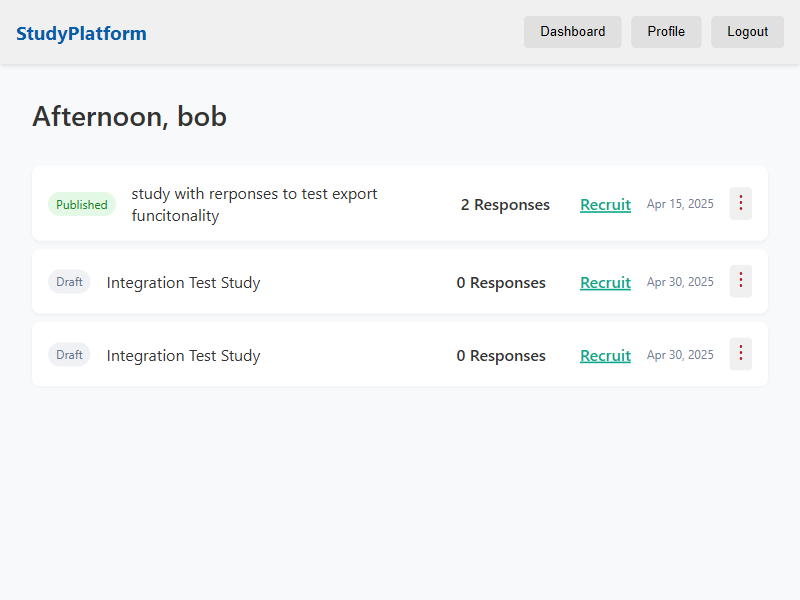 StudyPlatform Dashboard Profile Logout
Afternoon, bob
Published study with rerponses to test export funcitonality 2 Responses Recruit Apr 15, 2025
Draft Integration Test Study 0 Responses Recruit Apr 30, 2025
Draft Integration Test Study 0 Responses Recruit Apr 30, 2025